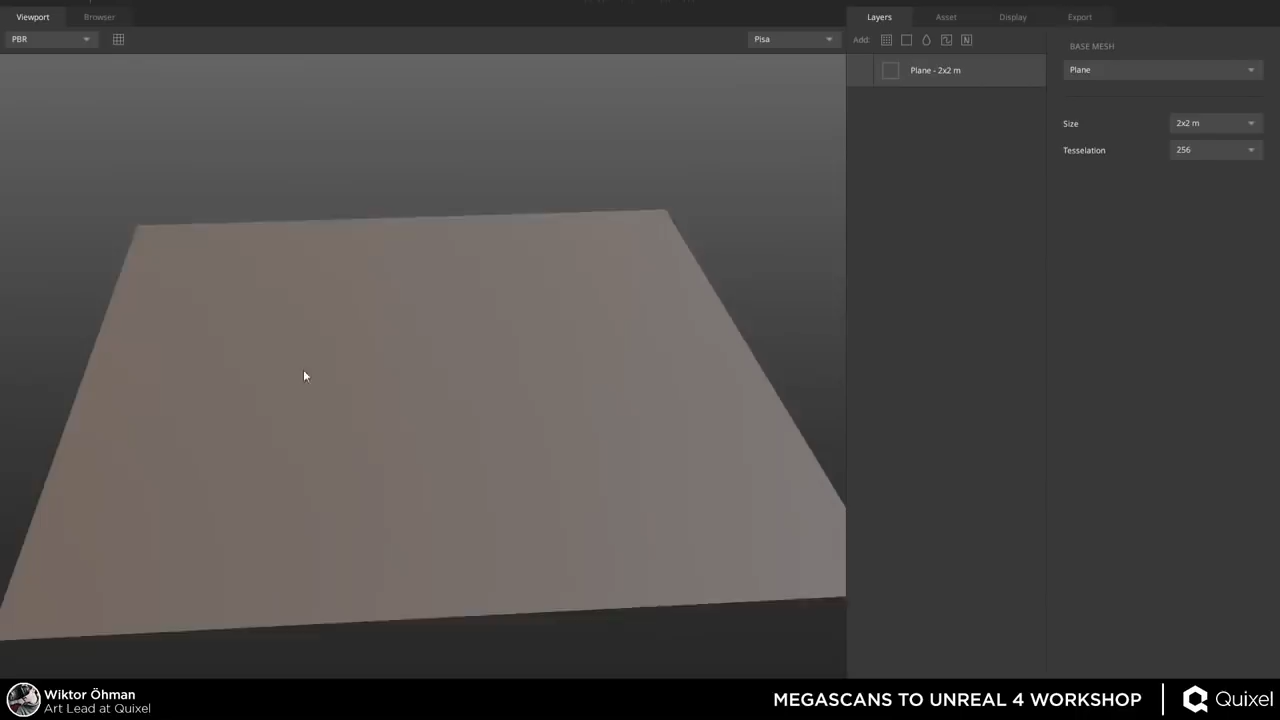 Viewport Browser
PBR
Pisa
Layers Asset Display Export
Add:
N
Plane - 2x2 m
BASE MESH
Plane
Size 2x2 m
Tesselation 256
Wiktor Öhman
Art Lead at Quixel
MEGASCANS TO UNREAL 4 WORKSHOP
Quixel